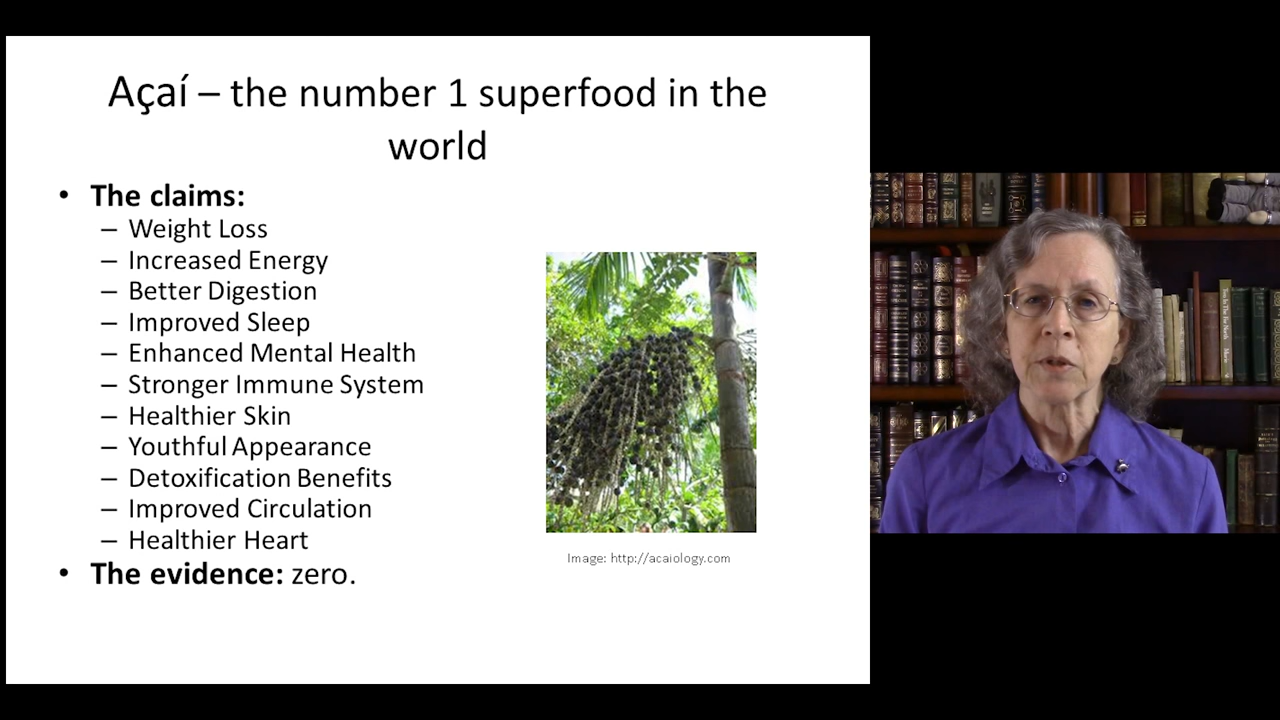 Açaí – the number 1 superfood in the
world
• The claims:
– Weight Loss
– Increased Energy
– Better Digestion
– Improved Sleep
– Enhanced Mental Health
– Stronger Immune System
– Healthier Skin
– Youthful Appearance
– Detoxification Benefits
– Improved Circulation
– Healthier Heart
• The evidence: zero.
Image: http://acaiology.com